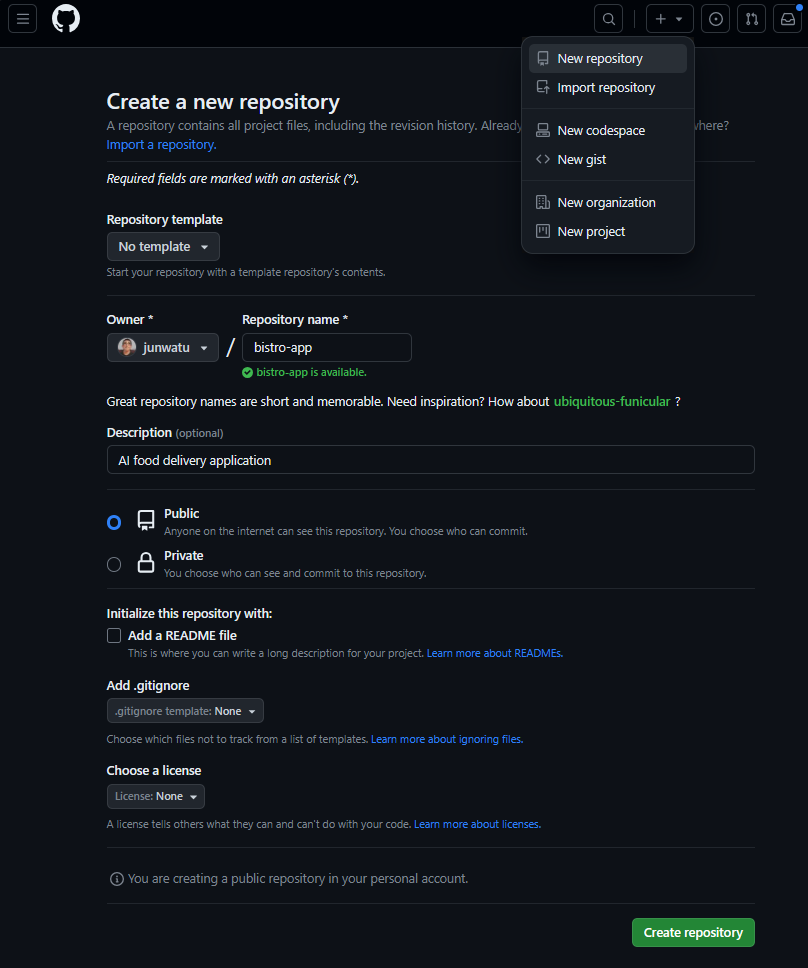 New repository
Import repository
New codespace
New gist
New organization
New project
Create a new repository
A repository contains all project files, including the revision history. Already where?
Import a repository.
Required fields are marked with an asterisk (*).
Repository template
No template
Start your repository with a template repository's contents.
Owner * Repository name *
junwatu / bistro-app
bistro-app is available.
Great repository names are short and memorable. Need inspiration? How about ubiquitous-funicular ?
Description (optional)
AI food delivery application
Public
Anyone on the internet can see this repository. You choose who can commit.
Private
You choose who can see and commit to this repository.
Initialize this repository with:
Add a README file
This is where you can write a long description for your project. Learn more about READMEs.
Add .gitignore
.gitignore template: None
Choose which files not to track from a list of templates. Learn more about ignoring files.
Choose a license
License: None
A license tells others what they can and can't do with your code. Learn more about licenses.
You are creating a public repository in your personal account.
Create repository